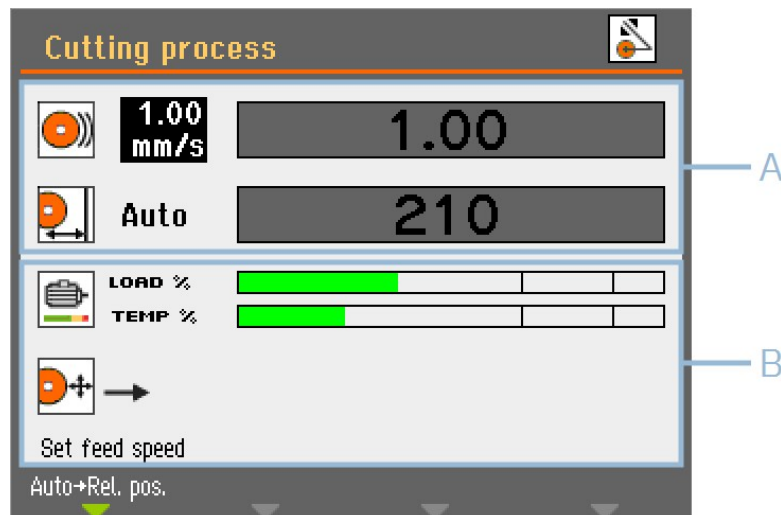 Cutting process
1.00
mm/s
1.00
A
Auto
210
LOAD %
TEMP %
B
Set feed speed
Auto→Rel. pos.